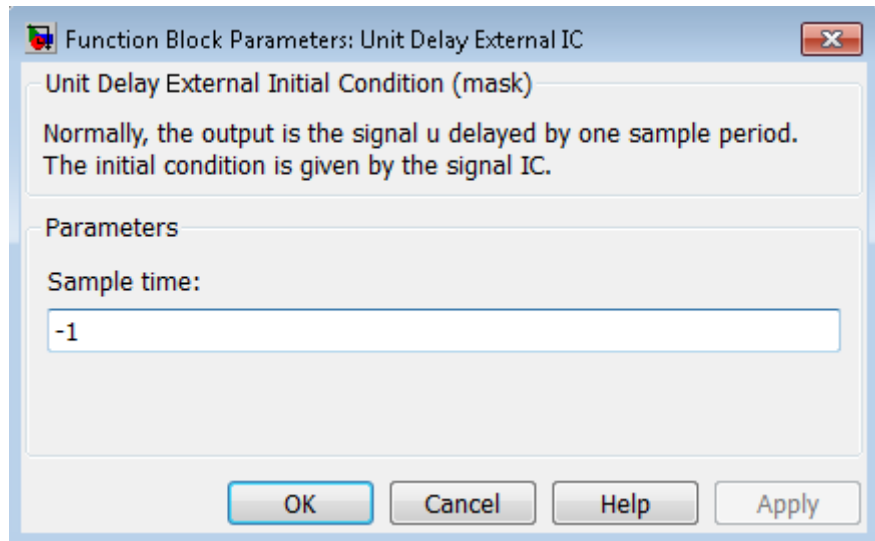 Function Block Parameters: Unit Delay External IC
Unit Delay External Initial Condition (mask)
Normally, the output is the signal u delayed by one sample period.
The initial condition is given by the signal IC.
Parameters
Sample time:
-1
OK Cancel Help Apply